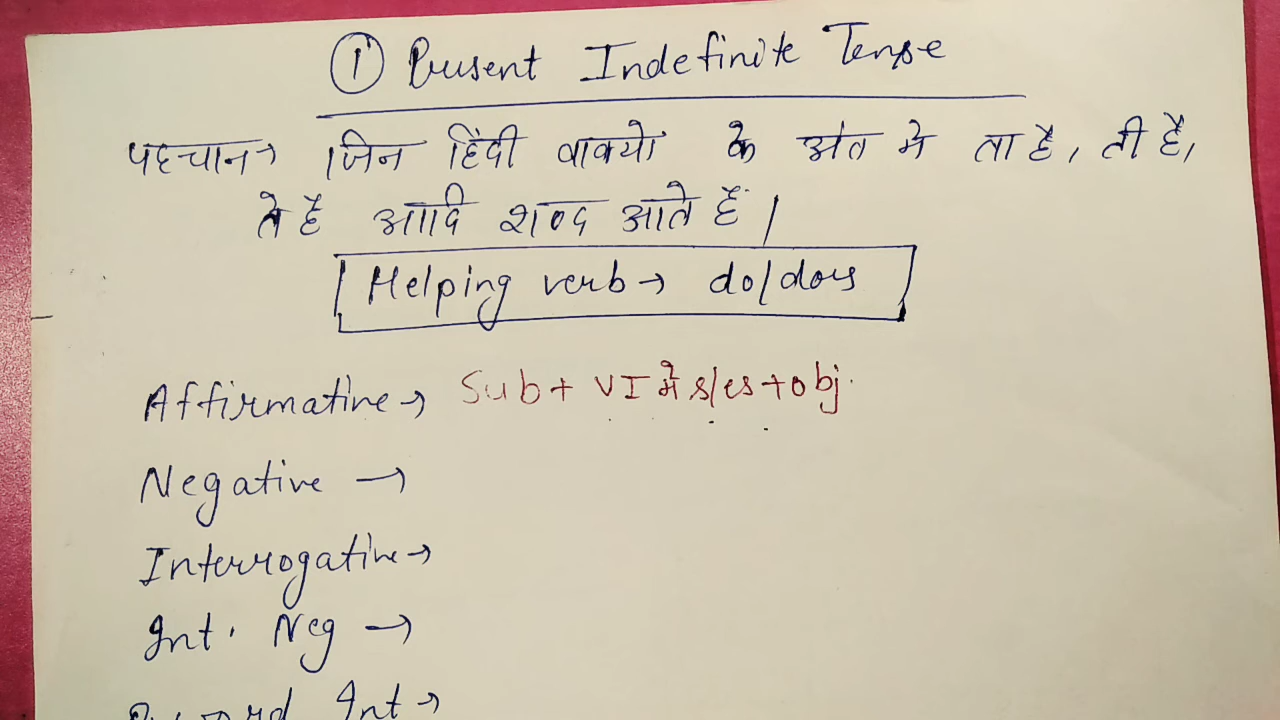 ① Present Indefinite Tense
पहचान→ जिन हिंदी वाक्यो के अंत मे ता है, ती है,
ते है आदि शब्द आते हैं।
Helping verb→ do/does
Affirmative→ Sub+ VI मे s/es+obj.
Negative →
Interrogative→
Int. Neg →
Int→